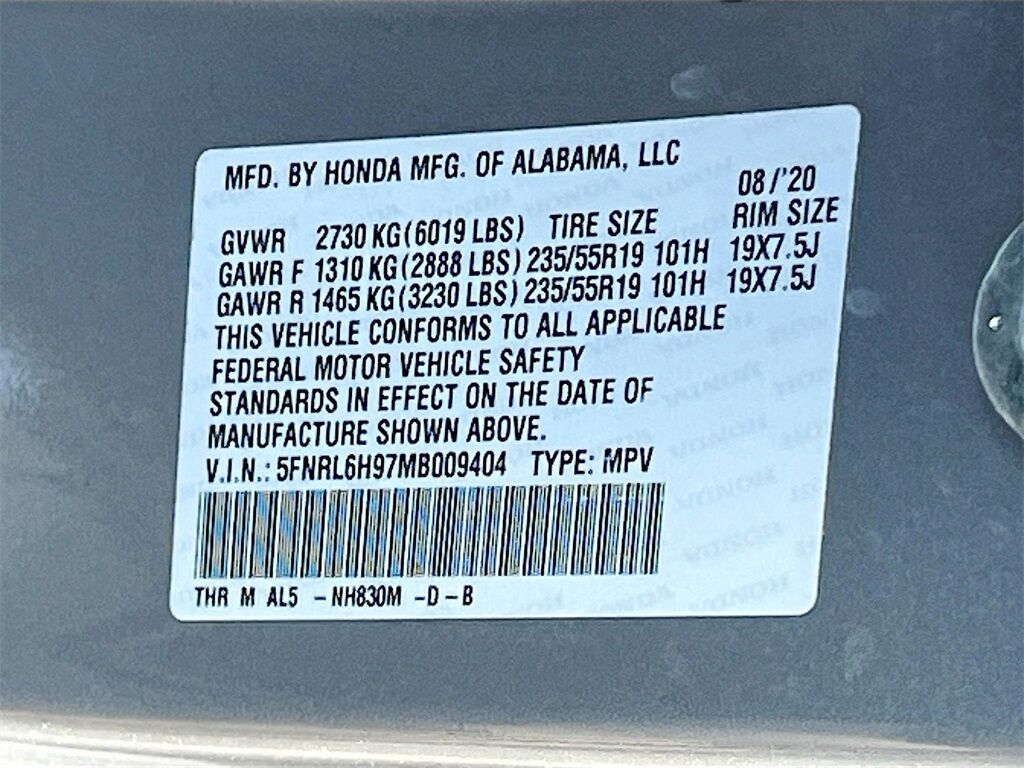 MFD. BY HONDA MFG. OF ALABAMA, LLC
08/'20
GVWR 2730 KG(6019 LBS) TIRE SIZE RIM SIZE
GAWR F 1310 KG(2888 LBS) 235/55R19 101H 19X7.5J
GAWR R 1465 KG(3230 LBS) 235/55R19 101H 19X7.5J
THIS VEHICLE CONFORMS TO ALL APPLICABLE
FEDERAL MOTOR VEHICLE SAFETY
STANDARDS IN EFFECT ON THE DATE OF
MANUFACTURE SHOWN ABOVE.
V.I.N.: 5FNRL6H97MB009404 TYPE: MPV
THR M AL5 -NH830M -D-B